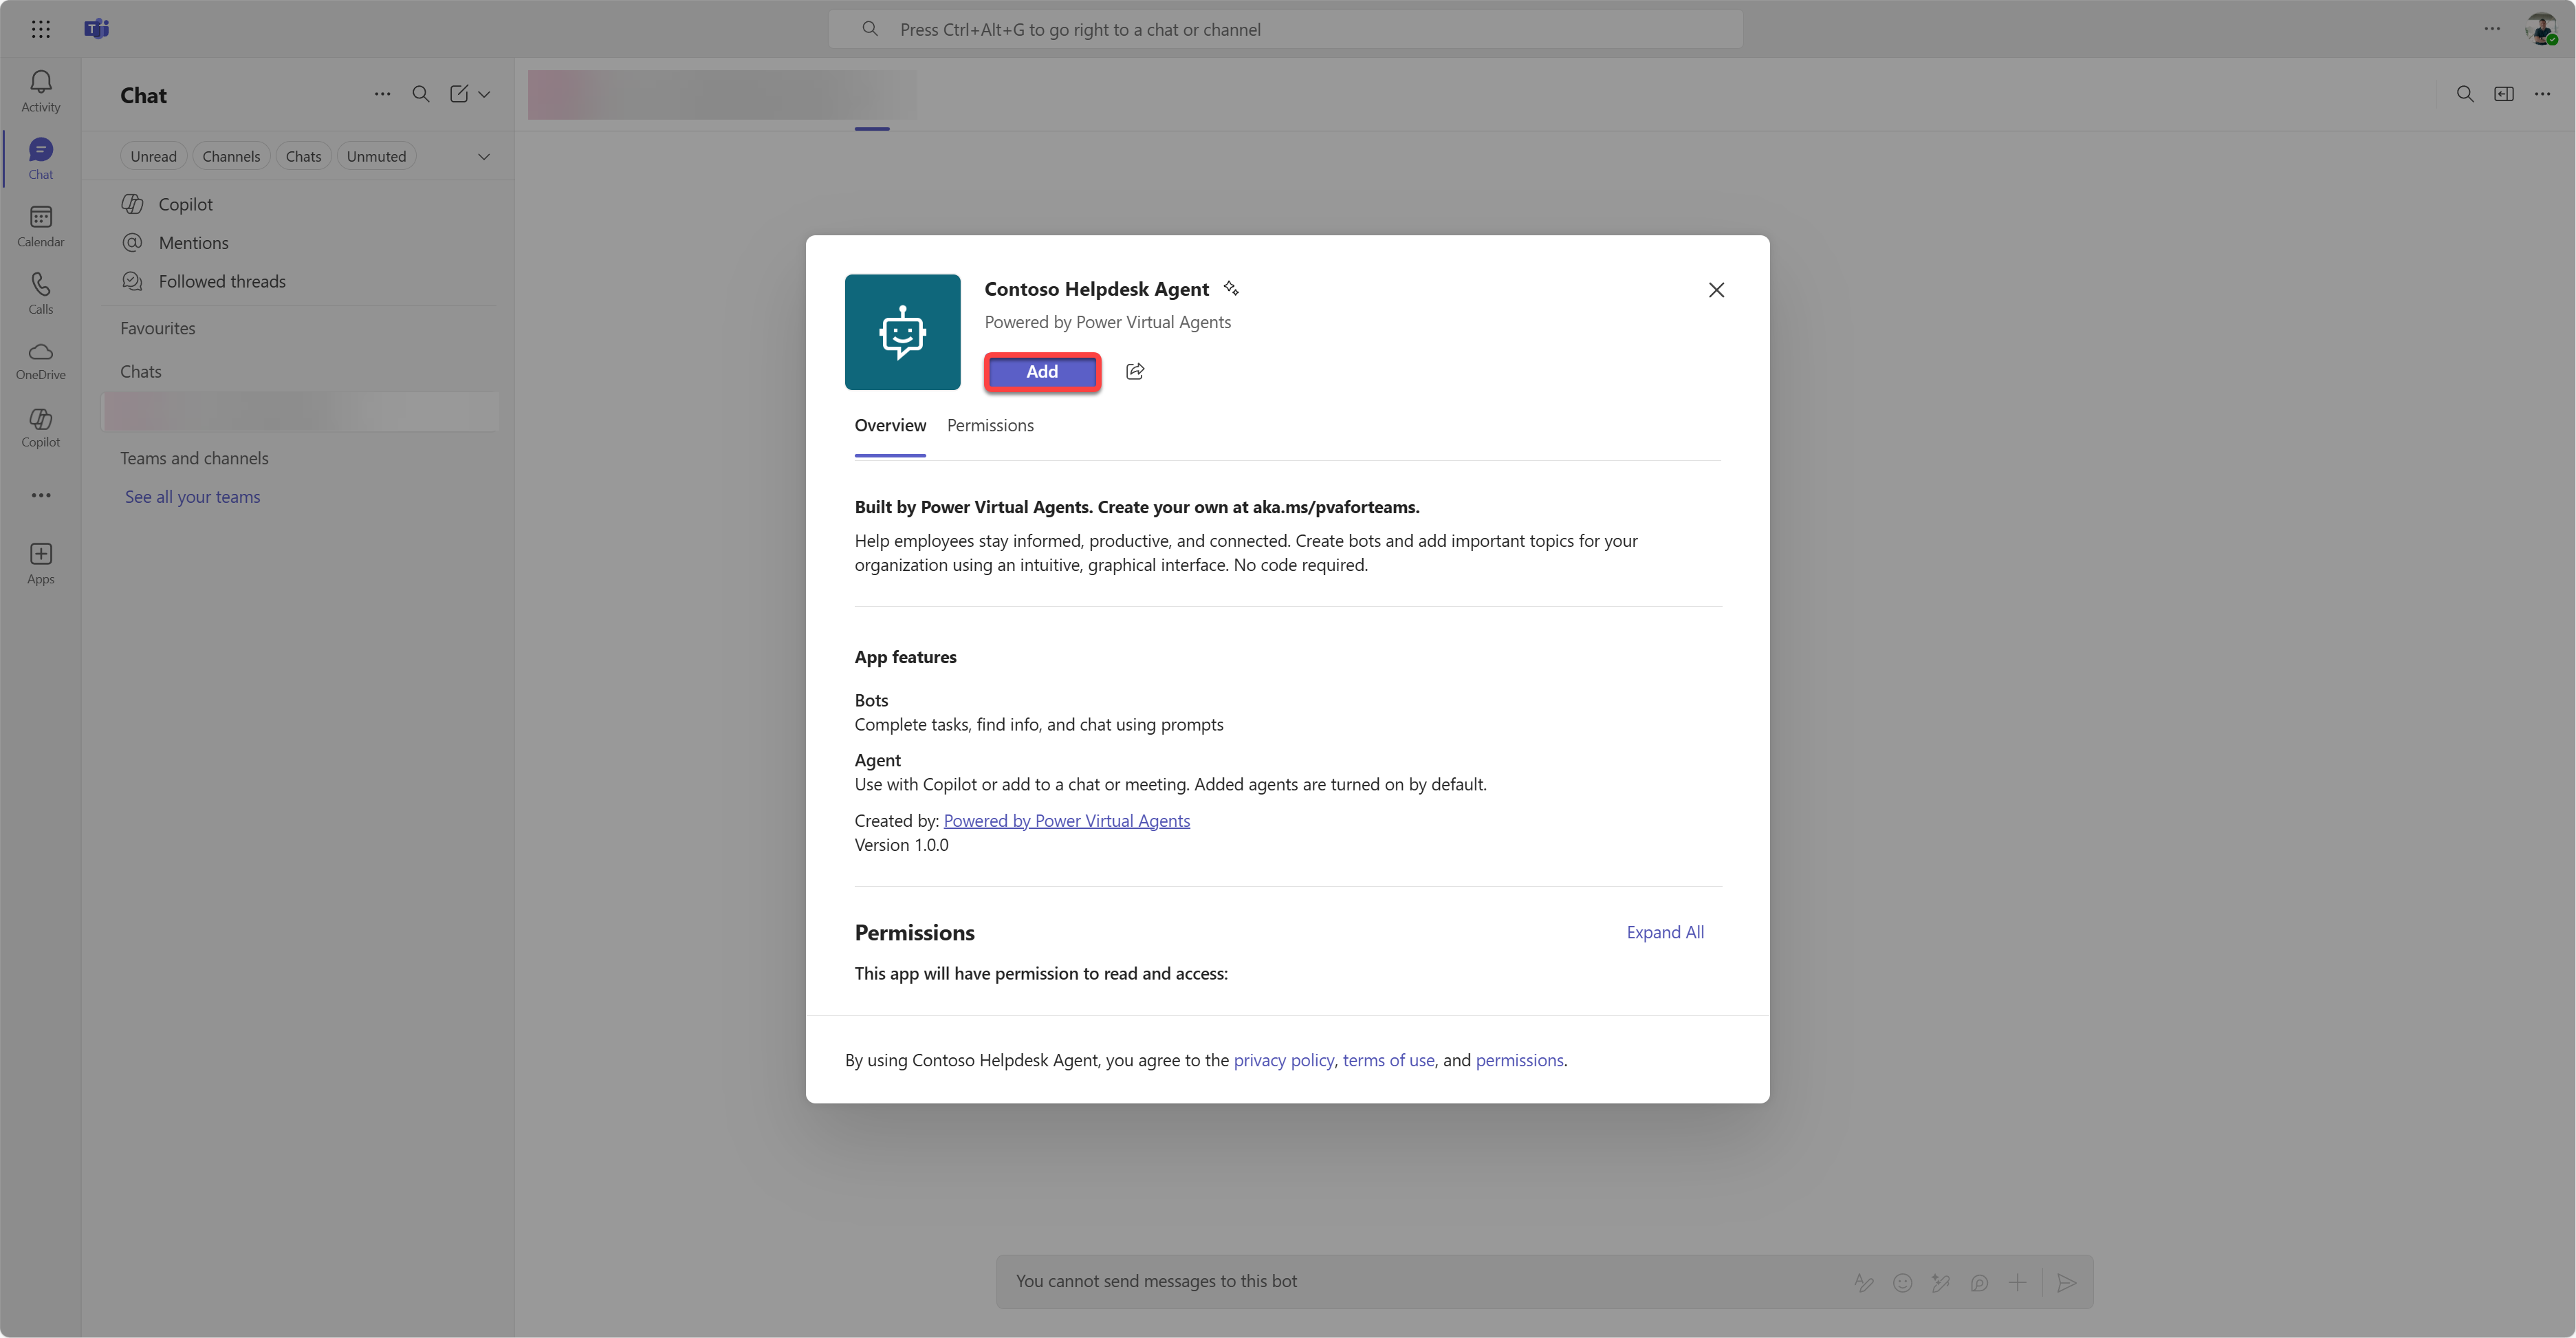 Press Ctrl+Alt+G to go right to a chat or channel
Activity
Chat
Calendar
Calls
OneDrive
Copilot
Apps
Chat
Unread
Channels
Chats
Unmuted
Copilot
Mentions
Followed threads
Favourites
Chats
Teams and channels
See all your teams
Contoso Helpdesk Agent
Powered by Power Virtual Agents
Add
Overview
Permissions
Built by Power Virtual Agents. Create your own at aka.ms/pvaforteams.
Help employees stay informed, productive, and connected. Create bots and add important topics for your
organization using an intuitive, graphical interface. No code required.
App features
Bots
Complete tasks, find info, and chat using prompts
Agent
Use with Copilot or add to a chat or meeting. Added agents are turned on by default.
Created by: Powered by Power Virtual Agents
Version 1.0.0
Permissions
Expand All
This app will have permission to read and access:
By using Contoso Helpdesk Agent, you agree to the privacy policy, terms of use, and permissions.
You cannot send messages to this bot